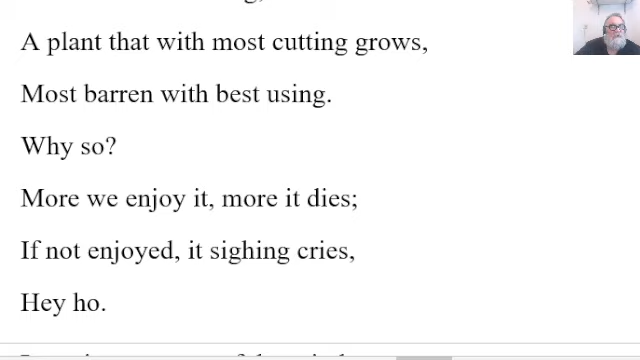 A plant that with most cutting grows,
Most barren with best using.
Why so?
More we enjoy it, more it dies;
If not enjoyed, it sighing cries,
Hey ho.